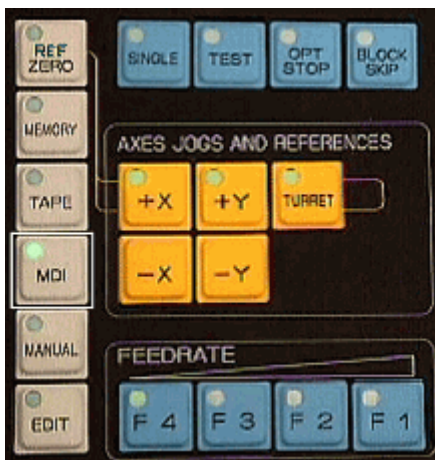 REF
ZERO
SINGLE
TEST
OPT
STOP
BLOCK
SKIP
MEMORY
AXES JOGS AND REFERENCES
TAPE
+X
+Y
TURRET
MDI
-X
-Y
MANUAL
FEEDRATE
EDIT
F 4
F 3
F 2
F 1